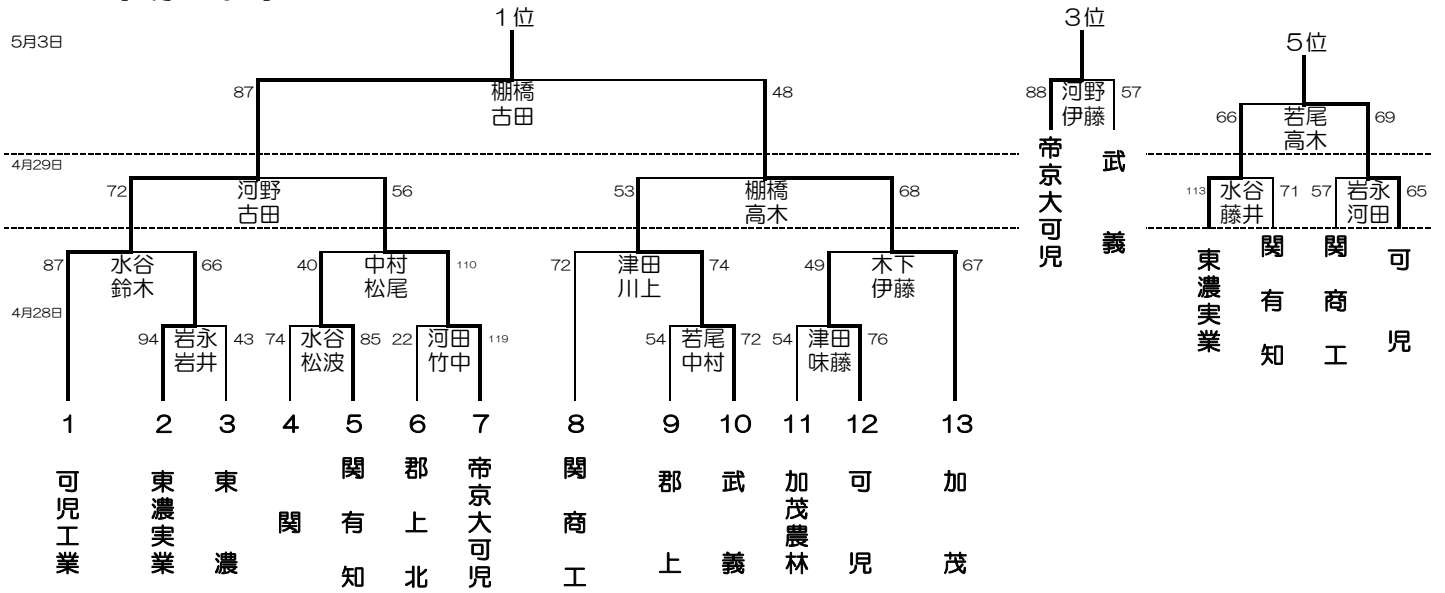 1位
3位
5位
5月3日
87 棚橋 48
古田
88 河野 57
伊藤
66 若尾 69
高木
帝京大可児
武義
4月29日
72 河野 56
古田
53 棚橋 68
高木
113 水谷 71
藤井
57 岩永 65
河田
東濃実業
関有知
関商工
可児
87 水谷 66
鈴木
40 中村 110
松尾
72 津田 74
川上
49 木下 67
伊藤
4月28日
94 岩永 43
岩井
74 水谷 85
松波
22 河田 119
竹中
54 若尾 72
中村
54 津田 76
味藤
1 2 3 4 5 6 7 8 9 10 11 12 13
可児工業
東濃実業
東濃
関
関有知
郡上北
帝京大可児
関商工
郡上
武義
加茂農林
可児
加茂